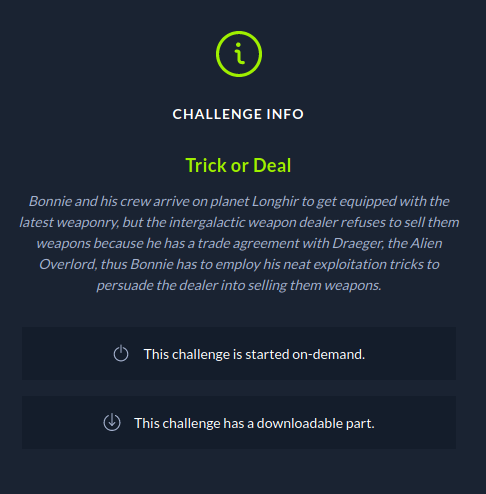 CHALLENGE INFO
Trick or Deal
Bonnie and his crew arrive on planet Longhir to get equipped with the
latest weaponry, but the intergalactic weapon dealer refuses to sell them
weapons because he has a trade agreement with Draeger, the Alien
Overlord, thus Bonnie has to employ his neat exploitation tricks to
persuade the dealer into selling them weapons.
This challenge is started on-demand.
This challenge has a downloadable part.